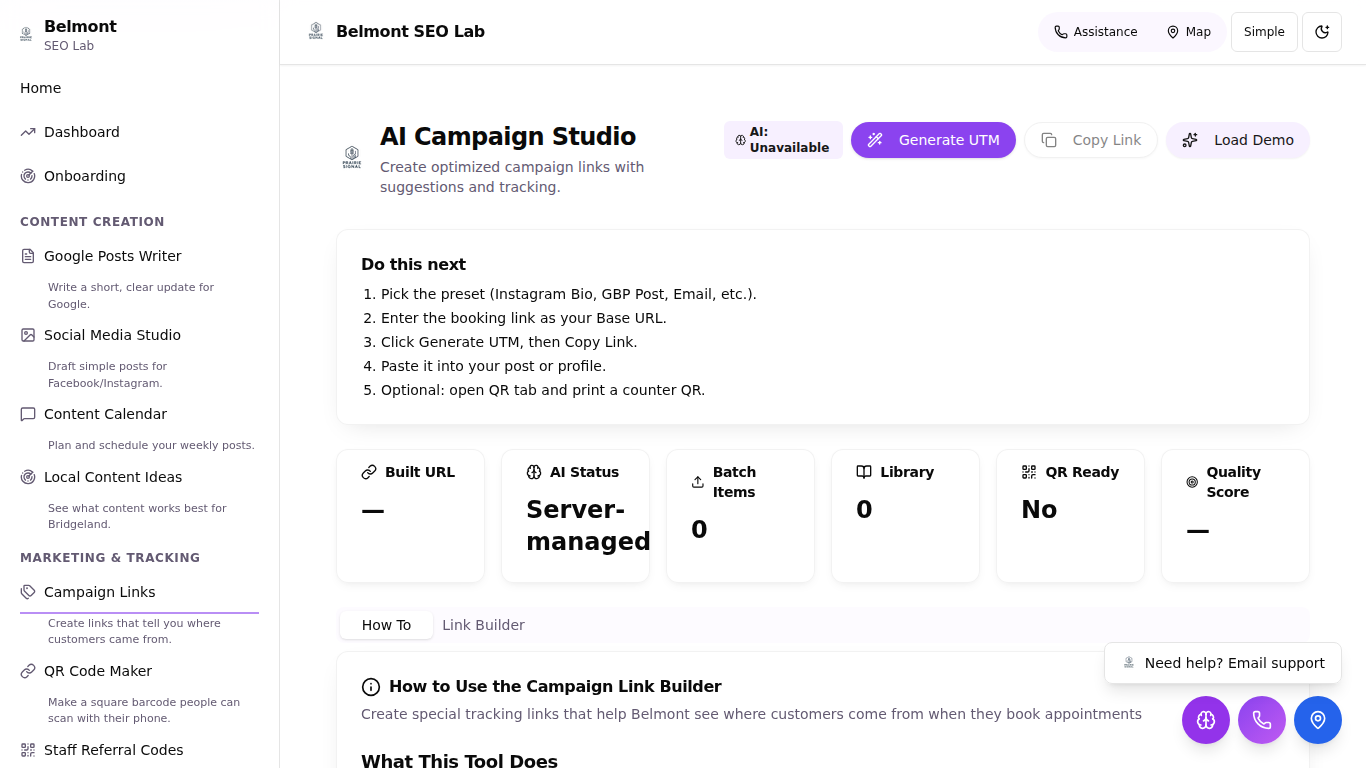 Belmont
SEO Lab
Home
Dashboard
Onboarding
CONTENT CREATION
Google Posts Writer
Write a short, clear update for
Google.
Social Media Studio
Draft simple posts for
Facebook/Instagram.
Content Calendar
Plan and schedule your weekly posts.
Local Content Ideas
See what content works best for
Bridgeland.
MARKETING & TRACKING
Campaign Links
Create links that tell you where
customers came from.
QR Code Maker
Make a square barcode people can
scan with their phone.
Staff Referral Codes
Belmont SEO Lab
Assistance
Map
Simple
PRAIRIE
SIGNAL
AI Campaign Studio
Create optimized campaign links with
suggestions and tracking.
AI:
Unavailable
Generate UTM
Copy Link
Load Demo
Do this next
1. Pick the preset (Instagram Bio, GBP Post, Email, etc.).
2. Enter the booking link as your Base URL.
3. Click Generate UTM, then Copy Link.
4. Paste it into your post or profile.
5. Optional: open QR tab and print a counter QR.
Built URL
—
AI Status
Server-
managed
Batch
Items
0
Library
0
QR Ready
No
Quality
Score
—
How To
Link Builder
How to Use the Campaign Link Builder
Create special tracking links that help Belmont see where customers come from when they book appointments
What This Tool Does
Need help? Email support